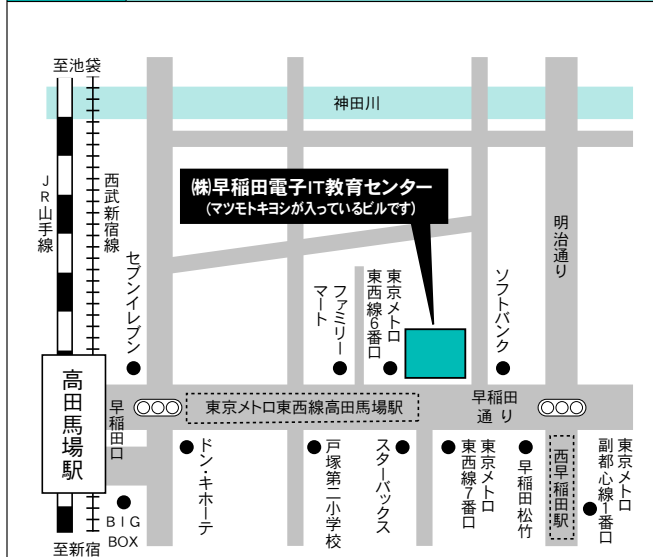 至池袋
神田川
㈱早稲田電子IT教育センター
(マツモトキヨシが入っているビルです)
JR山手線
西武新宿線
明治通り
セブンイレブン
ファミリー
マート
東京メトロ
東西線6番口
ソフトバンク
高田馬場駅
早稲田口
東京メトロ東西線高田馬場駅
早稲田
通り
ドン・キホーテ
戸塚第二小学校
スターバックス
東京メトロ
東西線7番口
早稲田松竹
西早稲田駅
東京メトロ
副都心線1番口
BIG
BOX
至新宿